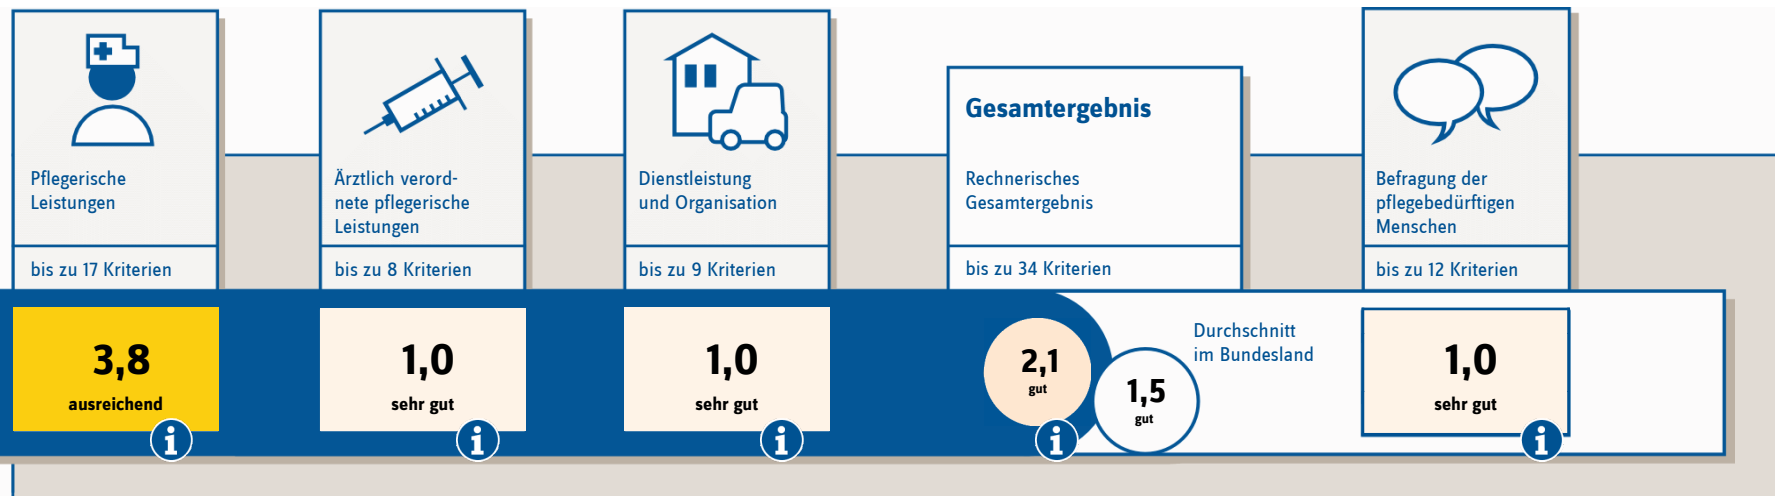 Pflegerische
Leistungen
bis zu 17 Kriterien
3,8
ausreichend
i
Ärztlich verord-
nete pflegerische
Leistungen
bis zu 8 Kriterien
1,0
sehr gut
i
Dienstleistung
und Organisation
bis zu 9 Kriterien
1,0
sehr gut
i
Gesamtergebnis
Rechnerisches
Gesamtergebnis
bis zu 34 Kriterien
2,1
gut
i
1,5
gut
Durchschnitt
im Bundesland
Befragung der
pflegebedürftigen
Menschen
bis zu 12 Kriterien
1,0
sehr gut
i